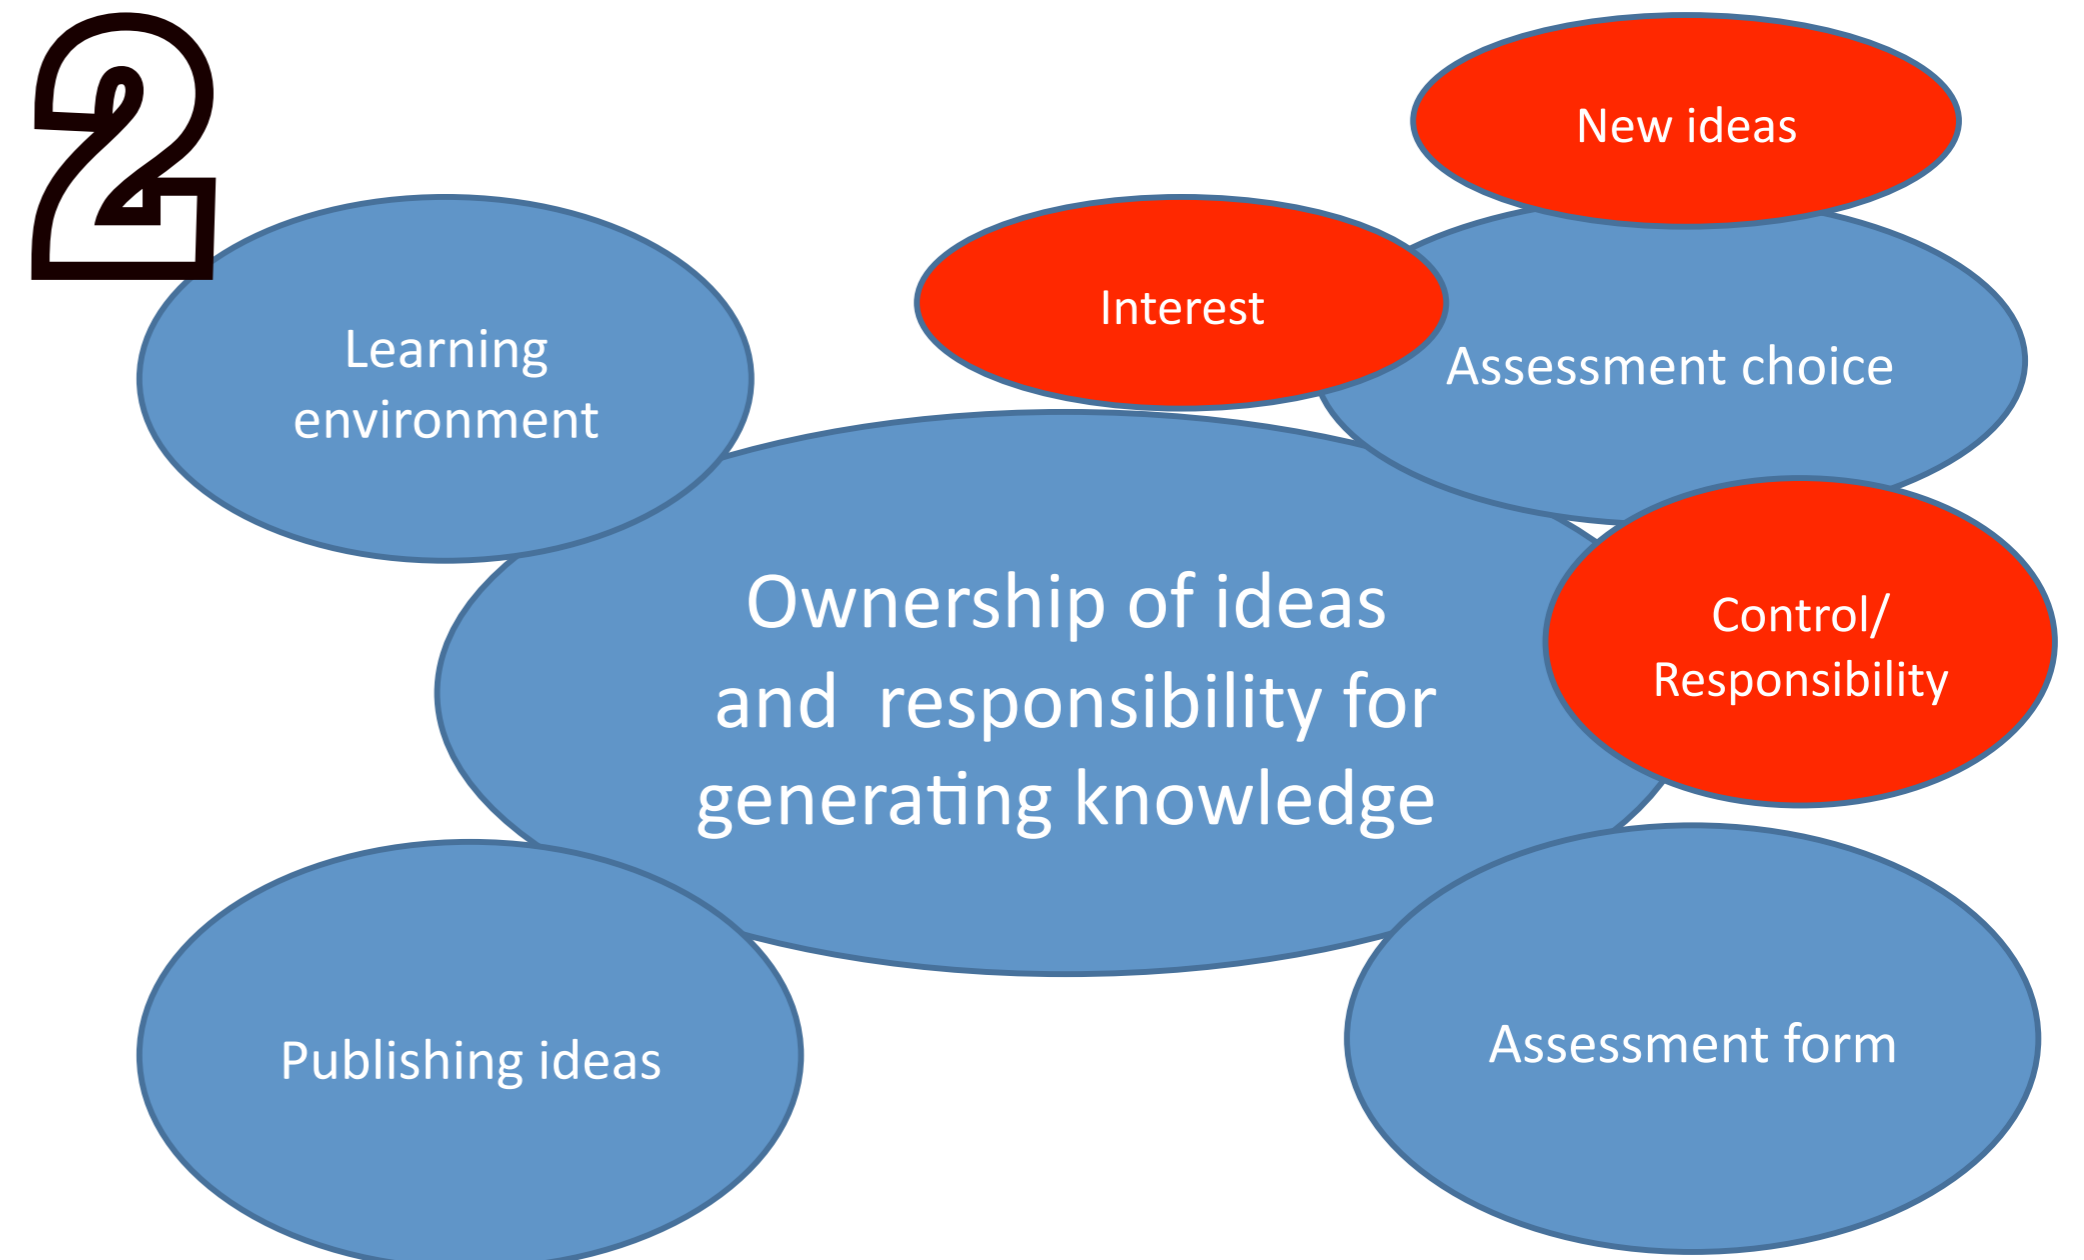 2
New ideas
Interest
Learning
environment
Assessment choice
Ownership of ideas
and  responsibility for
generating knowledge
Control/
Responsibility
Publishing ideas
Assessment form